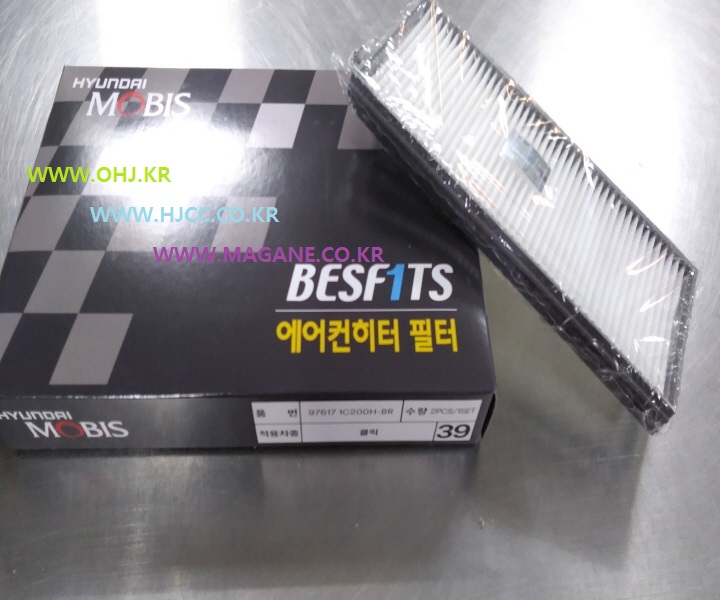 HYUNDAI
MOBIS
WWW.OHJ.KR
WWW.HJCC.CO.KR
WWW.MAGANE.CO.KR
BESF1TS
에어컨히터 필터
품 번 97617 1C200H-8R 수량 2PCS/1SET
적용차종 클릭 39
HYUNDAI
MOBIS